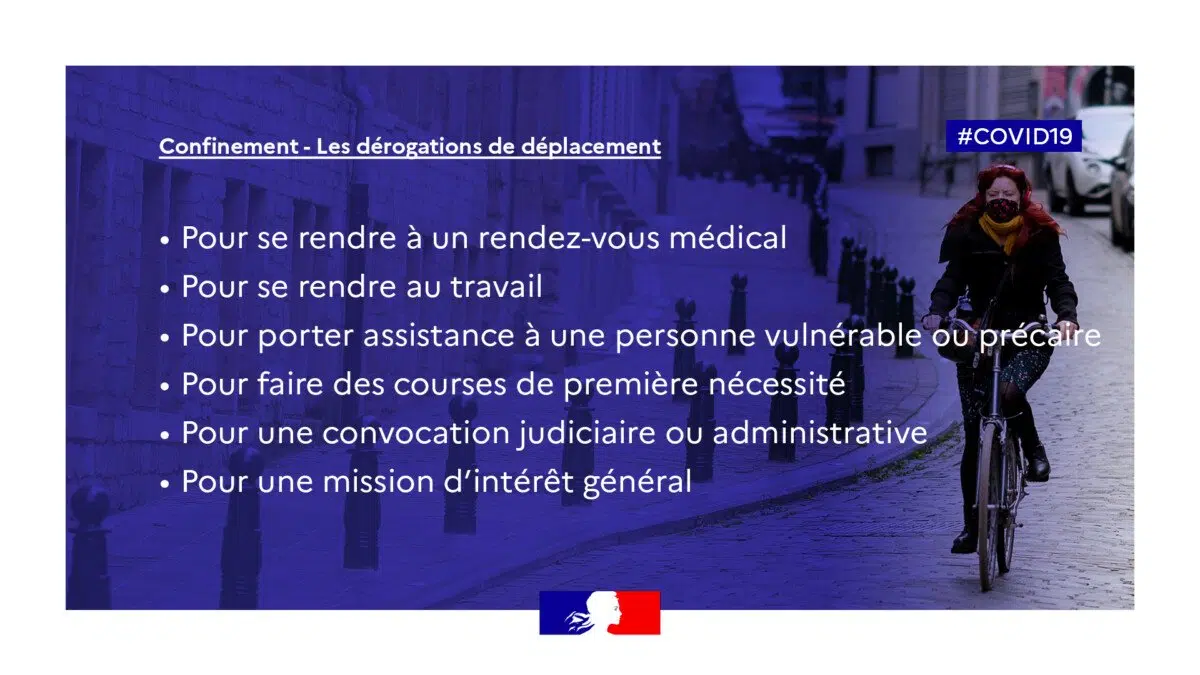 Confinement - Les dérogations de déplacement
#COVID19
• Pour se rendre à un rendez-vous médical
• Pour se rendre au travail
• Pour porter assistance à une personne vulnérable ou précaire
• Pour faire des courses de première nécessité
• Pour une convocation judiciaire ou administrative
• Pour une mission d’intérêt général